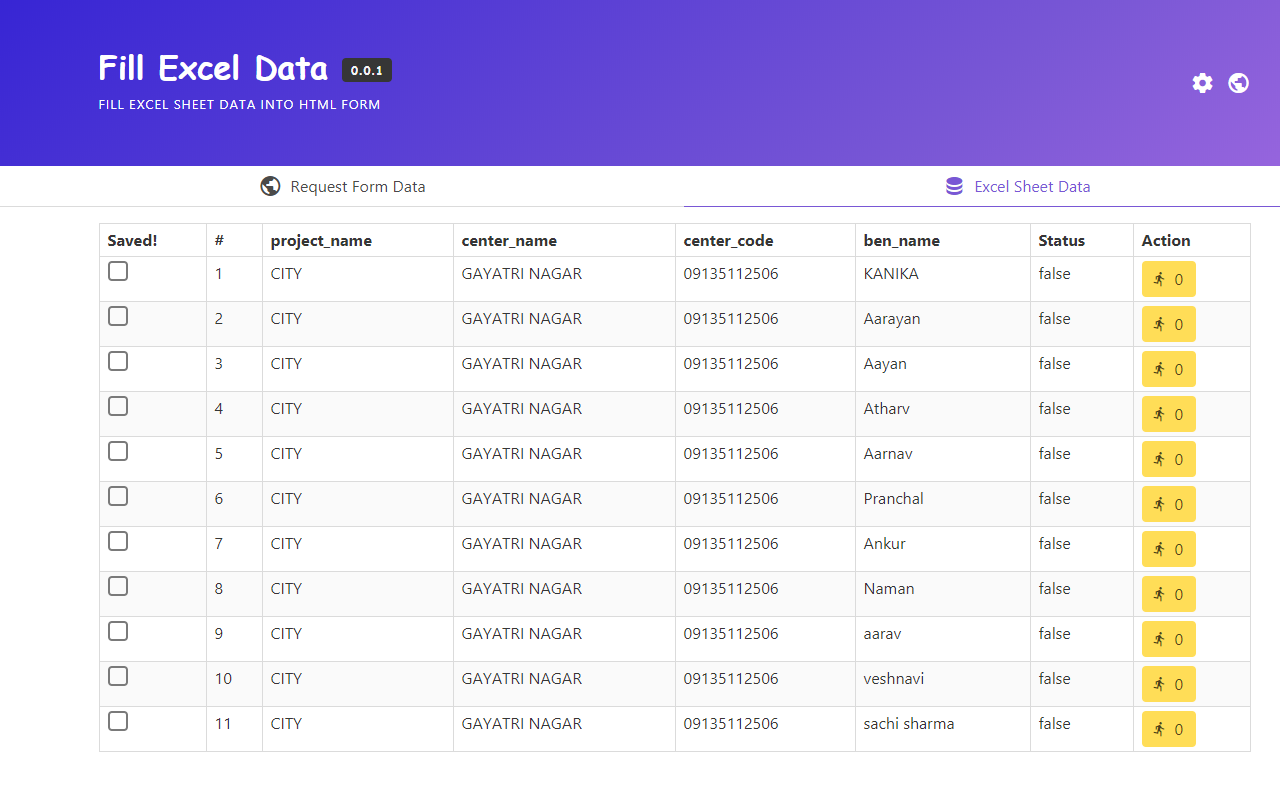 Fill Excel Data 0.0.1
FILL EXCEL SHEET DATA INTO HTML FORM
Request Form Data Excel Sheet Data
Saved! # project_name center_name center_code ben_name Status Action
1 CITY GAYATRI NAGAR 09135112506 KANIKA false 0
2 CITY GAYATRI NAGAR 09135112506 Aarayan false 0
3 CITY GAYATRI NAGAR 09135112506 Aayan false 0
4 CITY GAYATRI NAGAR 09135112506 Atharv false 0
5 CITY GAYATRI NAGAR 09135112506 Aarnav false 0
6 CITY GAYATRI NAGAR 09135112506 Pranchal false 0
7 CITY GAYATRI NAGAR 09135112506 Ankur false 0
8 CITY GAYATRI NAGAR 09135112506 Naman false 0
9 CITY GAYATRI NAGAR 09135112506 aarav false 0
10 CITY GAYATRI NAGAR 09135112506 veshnavi false 0
11 CITY GAYATRI NAGAR 09135112506 sachi sharma false 0